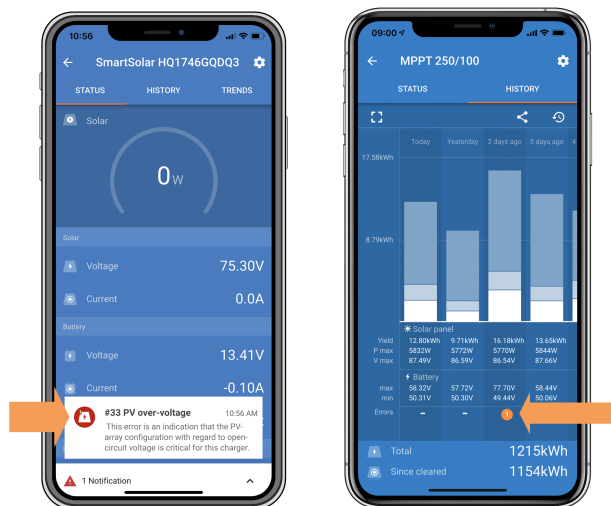 10:56
SmartSolar HQ1746GQDQ3
STATUS HISTORY TRENDS
Solar
0W
Solar
Voltage 75.30V
Current 0.0A
Battery
Voltage 13.41V
Current -0.10A
#33 PV over-voltage 10:56 AM
This error is an indication that the PV-
array configuration with regard to open-
circuit voltage is critical for this charger.
1 Notification
09:00
MPPT 250/100
STATUS HISTORY
Today Yesterday 2 days ago 3 days ago 4
17.58kWh
8.79kWh
Solar panel
Yield 12.80kWh 9.71kWh 16.18kWh 13.65kWh
P max 5832W 5772W 5770W 5844W
V max 87.49V 86.59V 86.54V 87.66V
Battery
max 58.32V 57.72V 77.70V 58.44V
min 50.31V 50.30V 49.44V 50.06V
Errors - - 1
Total 1215kWh
Since cleared 1154kWh